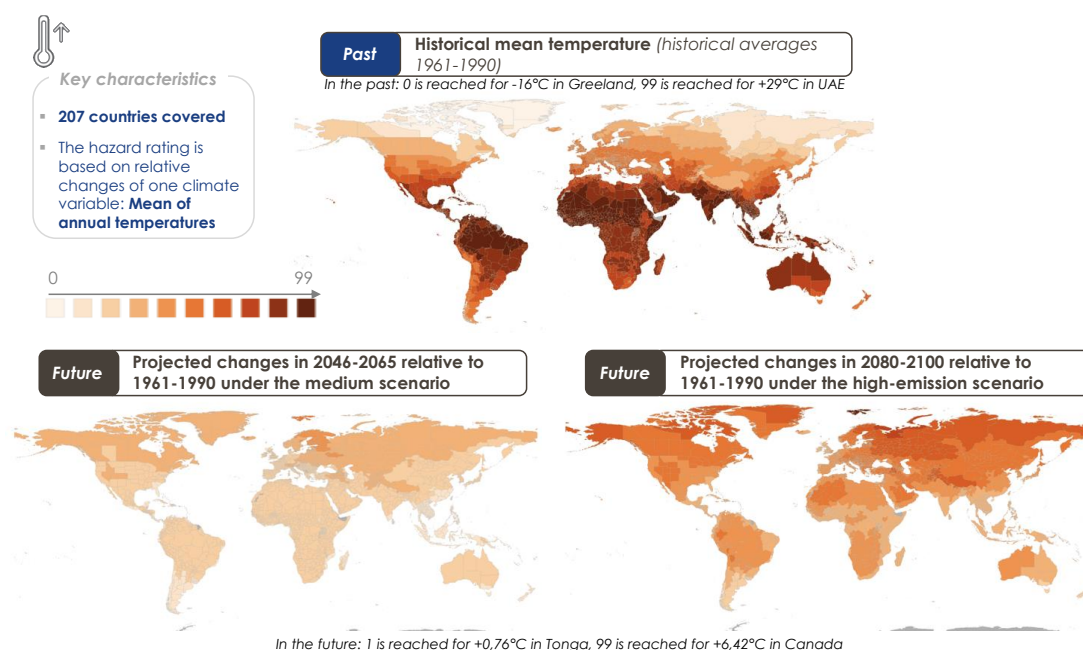 Past
Historical mean temperature (historical averages
1961-1990)
In the past: 0 is reached for -16°C in Greeland, 99 is reached for +29°C in UAE
Key characteristics
▪ 207 countries covered
▪ The hazard rating is
based on relative
changes of one climate
variable: Mean of
annual temperatures
0 99
Future
Projected changes in 2046-2065 relative to
1961-1990 under the medium scenario
Future
Projected changes in 2080-2100 relative to
1961-1990 under the high-emission scenario
In the future: 1 is reached for +0,76°C in Tonga, 99 is reached for +6,42°C in Canada